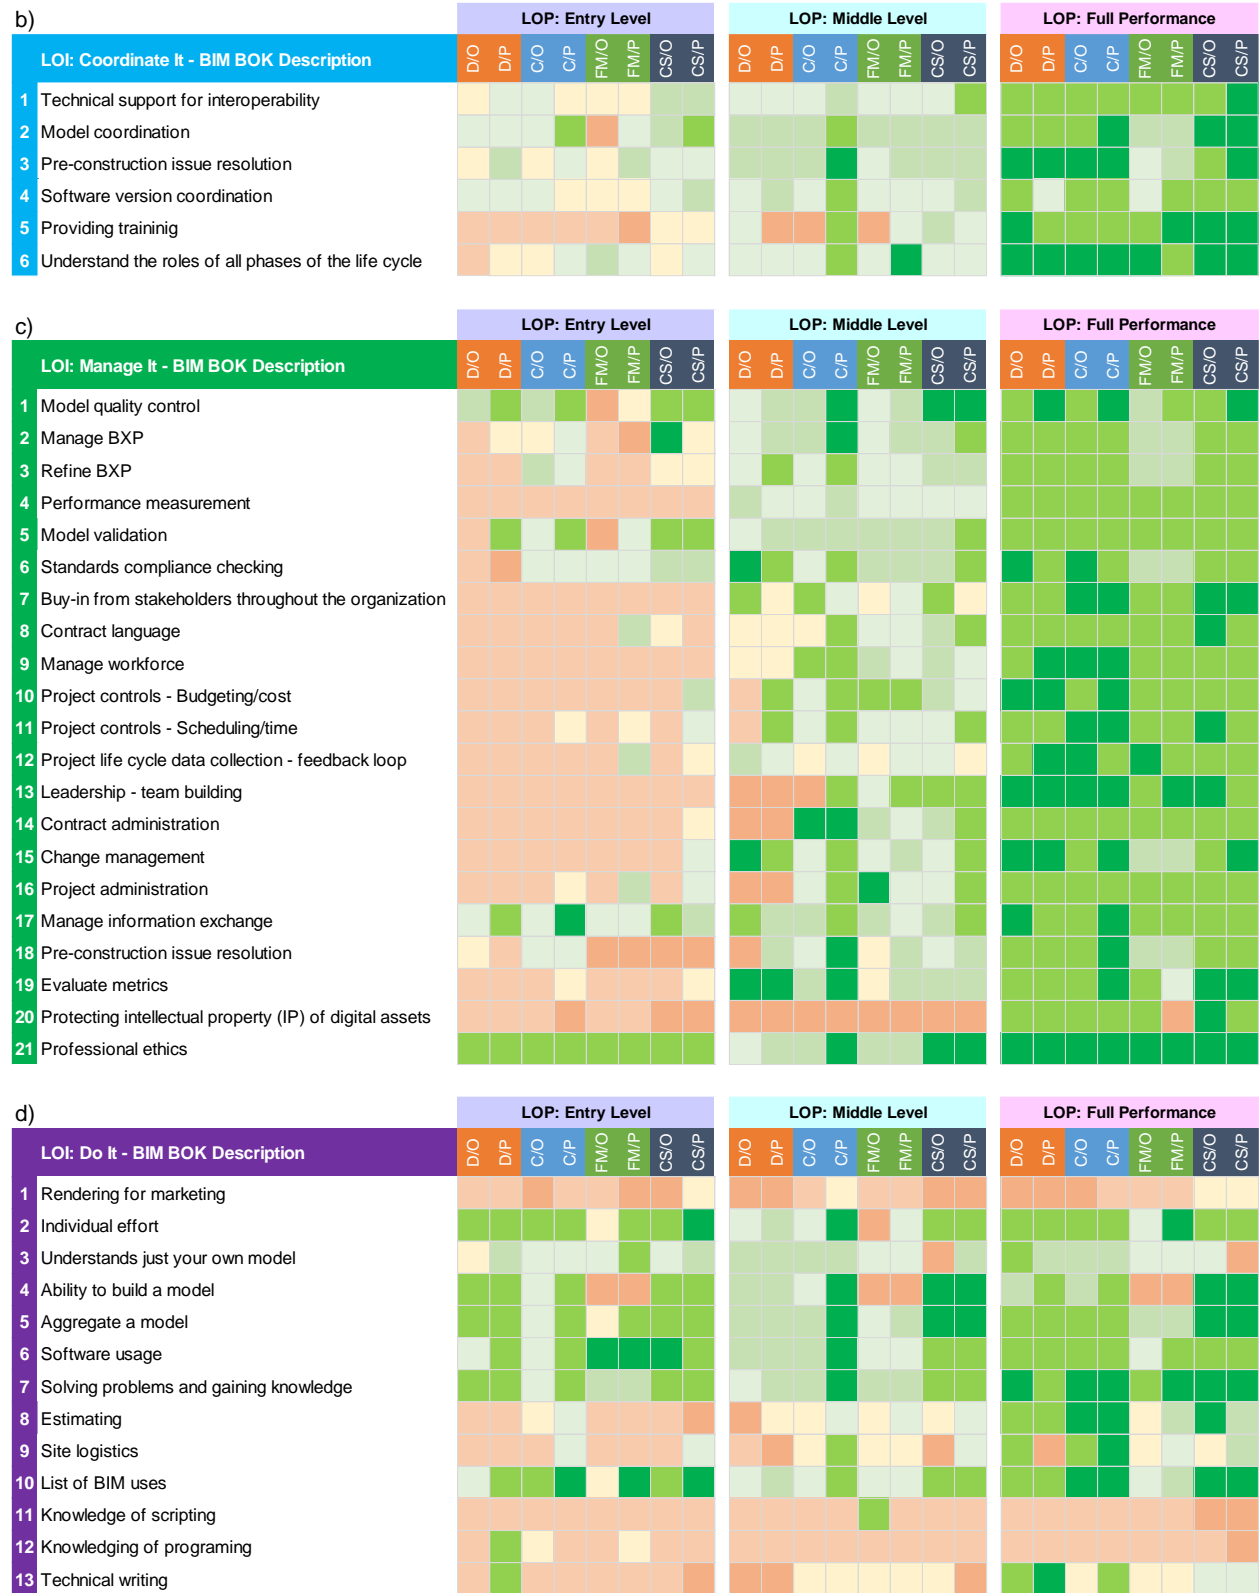 b)
LOP: Entry Level LOP: Middle Level LOP: Full Performance
LOI: Coordinate It - BIM BOK Description D/O D/P C/O C/P FM/O FM/P CS/O CS/P D/O D/P C/O C/P FM/O FM/P CS/O CS/P D/O D/P C/O C/P FM/O FM/P CS/O CS/P
1 Technical support for interoperability
2 Model coordination
3 Pre-construction issue resolution
4 Software version coordination
5 Providing traininig
6 Understand the roles of all phases of the life cycle
c)
LOP: Entry Level LOP: Middle Level LOP: Full Performance
LOI: Manage It - BIM BOK Description D/O D/P C/O C/P FM/O FM/P CS/O CS/P D/O D/P C/O C/P FM/O FM/P CS/O CS/P D/O D/P C/O C/P FM/O FM/P CS/O CS/P
1 Model quality control
2 Manage BXP
3 Refine BXP
4 Performance measurement
5 Model validation
6 Standards compliance checking
7 Buy-in from stakeholders throughout the organization
8 Contract language
9 Manage workforce
10 Project controls - Budgeting/cost
11 Project controls - Scheduling/time
12 Project life cycle data collection - feedback loop
13 Leadership - team building
14 Contract administration
15 Change management
16 Project administration
17 Manage information exchange
18 Pre-construction issue resolution
19 Evaluate metrics
20 Protecting intellectual property (IP) of digital assets
21 Professional ethics
d)
LOP: Entry Level LOP: Middle Level LOP: Full Performance
LOI: Do It - BIM BOK Description D/O D/P C/O C/P FM/O FM/P CS/O CS/P D/O D/P C/O C/P FM/O FM/P CS/O CS/P D/O D/P C/O C/P FM/O FM/P CS/O CS/P
1 Rendering for marketing
2 Individual effort
3 Understands just your own model
4 Ability to build a model
5 Aggregate a model
6 Software usage
7 Solving problems and gaining knowledge
8 Estimating
9 Site logistics
10 List of BIM uses
11 Knowledge of scripting
12 Knowledging of programing
13 Technical writing